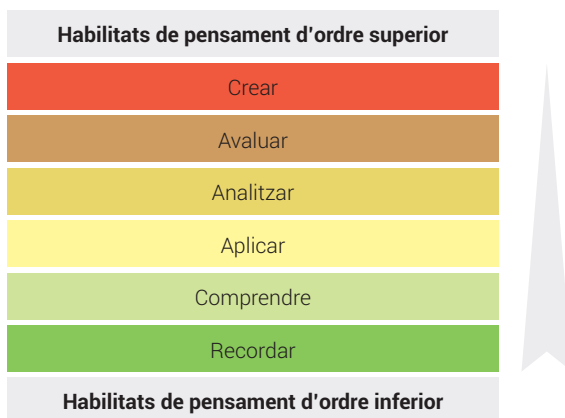 Habilitats de pensament d'ordre superior
Crear
Avaluar
Analitzar
Aplicar
Comprendre
Recordar
Habilitats de pensament d'ordre inferior